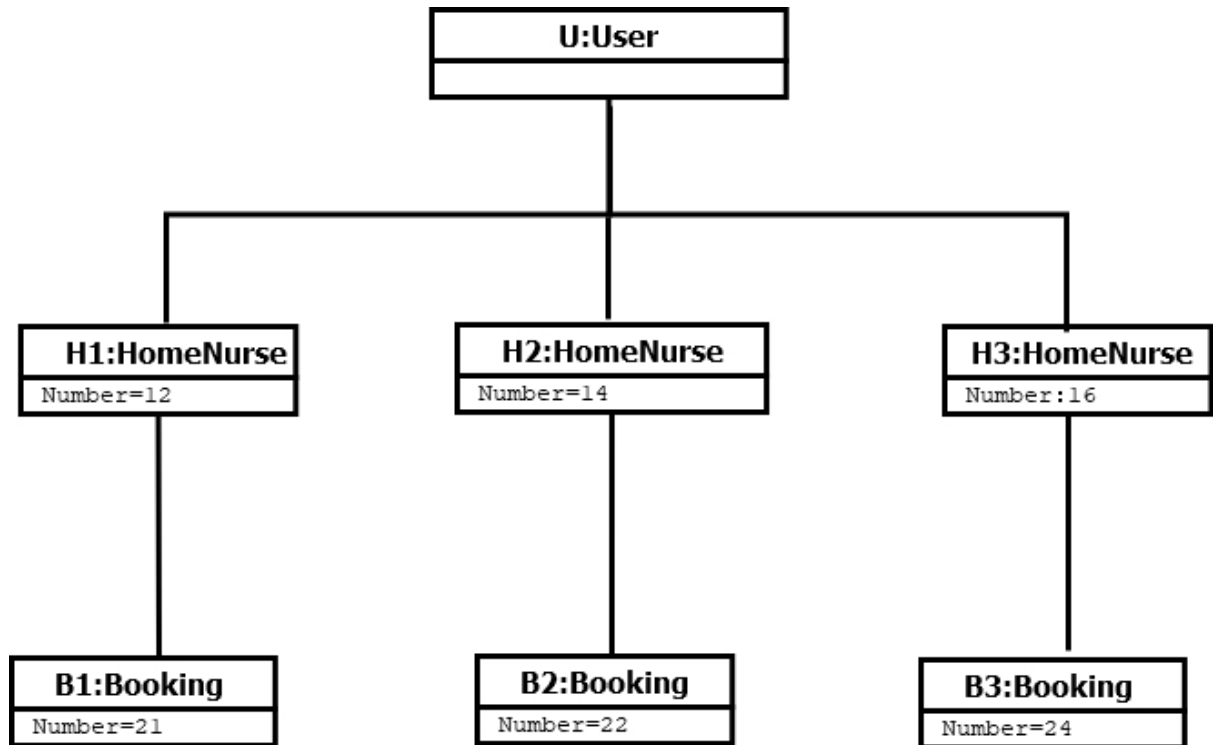 U:User
H1:HomeNurse
Number=12
H2:HomeNurse
Number=14
H3:HomeNurse
Number:16
B1:Booking
Number=21
B2:Booking
Number=22
B3:Booking
Number=24